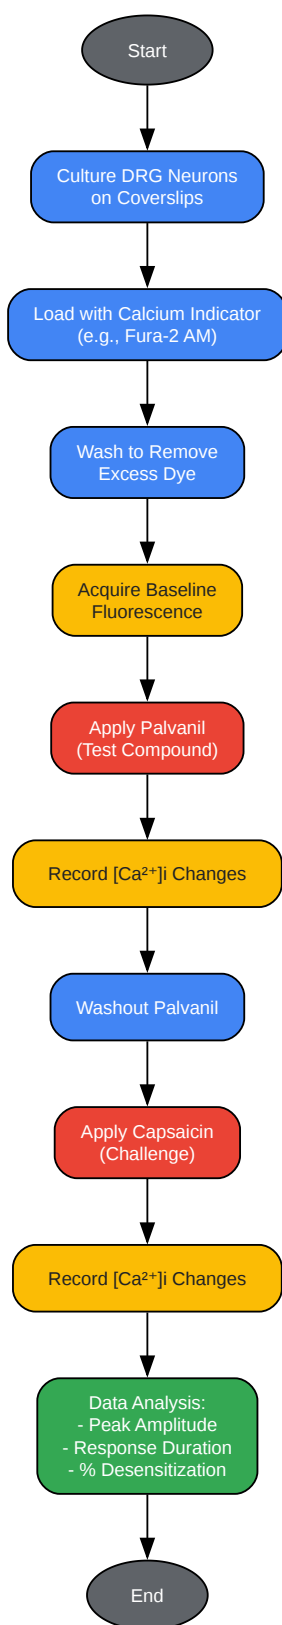 Start
Culture DRG Neurons
on Coverslips
Load with Calcium Indicator
(e.g., Fura-2 AM)
Wash to Remove
Excess Dye
Acquire Baseline
Fluorescence
Apply Palvanil
(Test Compound)
Record [Ca²⁺]i Changes
Washout Palvanil
Apply Capsaicin
(Challenge)
Record [Ca²⁺]i Changes
Data Analysis:
- Peak Amplitude
- Response Duration
- % Desensitization
End